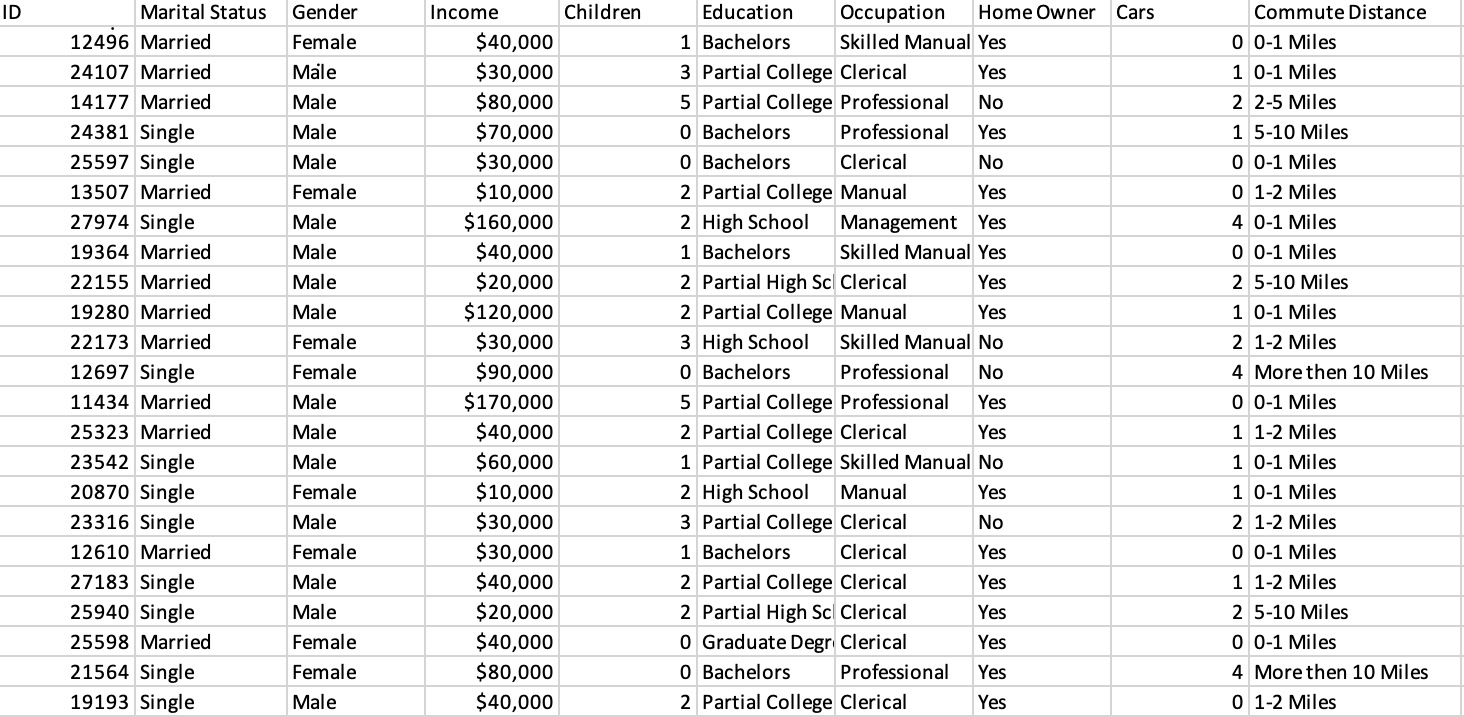 ID Marital Status Gender Income Children Education Occupation Home Owner Cars Commute Distance
12496 Married Female $40,000 1 Bachelors Skilled Manual Yes 0 0-1 Miles
24107 Married Male $30,000 3 Partial College Clerical Yes 1 0-1 Miles
14177 Married Male $80,000 5 Partial College Professional No 2 2-5 Miles
24381 Single Male $70,000 0 Bachelors Professional Yes 1 5-10 Miles
25597 Single Male $30,000 0 Bachelors Clerical No 0 0-1 Miles
13507 Married Female $10,000 2 Partial College Manual Yes 0 1-2 Miles
27974 Single Male $160,000 2 High School Management Yes 4 0-1 Miles
19364 Married Male $40,000 1 Bachelors Skilled Manual Yes 0 0-1 Miles
22155 Married Male $20,000 2 Partial High Sc Clerical Yes 2 5-10 Miles
19280 Married Male $120,000 2 Partial College Manual Yes 1 0-1 Miles
22173 Married Female $30,000 3 High School Skilled Manual No 2 1-2 Miles
12697 Single Female $90,000 0 Bachelors Professional No 4 More then 10 Miles
11434 Married Male $170,000 5 Partial College Professional Yes 0 0-1 Miles
25323 Married Male $40,000 2 Partial College Clerical Yes 1 1-2 Miles
23542 Single Male $60,000 1 Partial College Skilled Manual No 1 0-1 Miles
20870 Single Female $10,000 2 High School Manual Yes 1 0-1 Miles
23316 Single Male $30,000 3 Partial College Clerical No 2 1-2 Miles
12610 Married Female $30,000 1 Bachelors Clerical Yes 0 0-1 Miles
27183 Single Male $40,000 2 Partial College Clerical Yes 1 1-2 Miles
25940 Single Male $20,000 2 Partial High Sc Clerical Yes 2 5-10 Miles
25598 Married Female $40,000 0 Graduate Degr Clerical Yes 0 0-1 Miles
21564 Single Female $80,000 0 Bachelors Professional Yes 4 More then 10 Miles
19193 Single Male $40,000 2 Partial College Clerical Yes 0 1-2 Miles